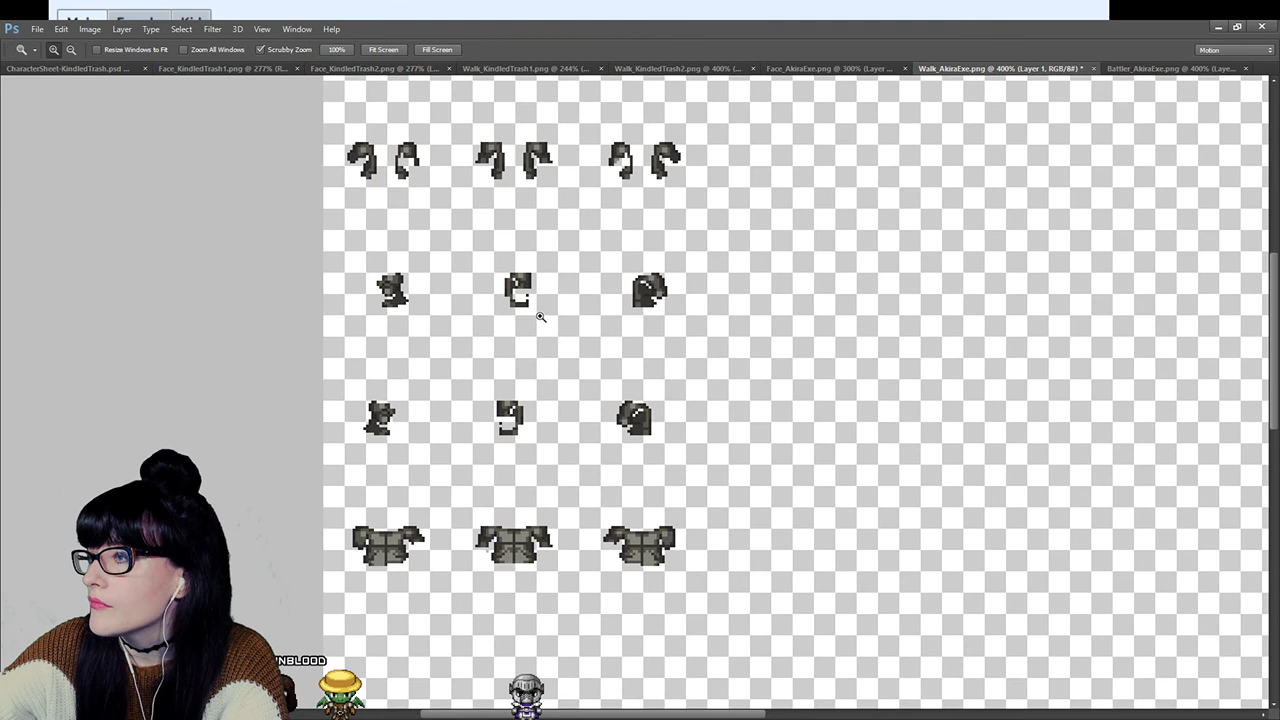 Ps File Edit Image Layer Type Select Filter 3D View Window Help
Resize Windows to Fit Zoom All Windows Scrubby Zoom 100% Fit Screen Fill Screen Motion
CharacterSheet-KindledTrash.psd ... Face_KindledTrash1.png @ 277% (R... Face_KindledTrash2.png @ 277% (L... Walk_KindledTrash1.png @ 244% (... Walk_KindledTrash2.png @ 400% (... Face_AkiraExe.png @ 300% (Layer ... Walk_AkiraExe.png @ 400% (Layer 1, RGB/8#) * Battler_AkiraExe.png @ 400% (Laye...
NBLOOD